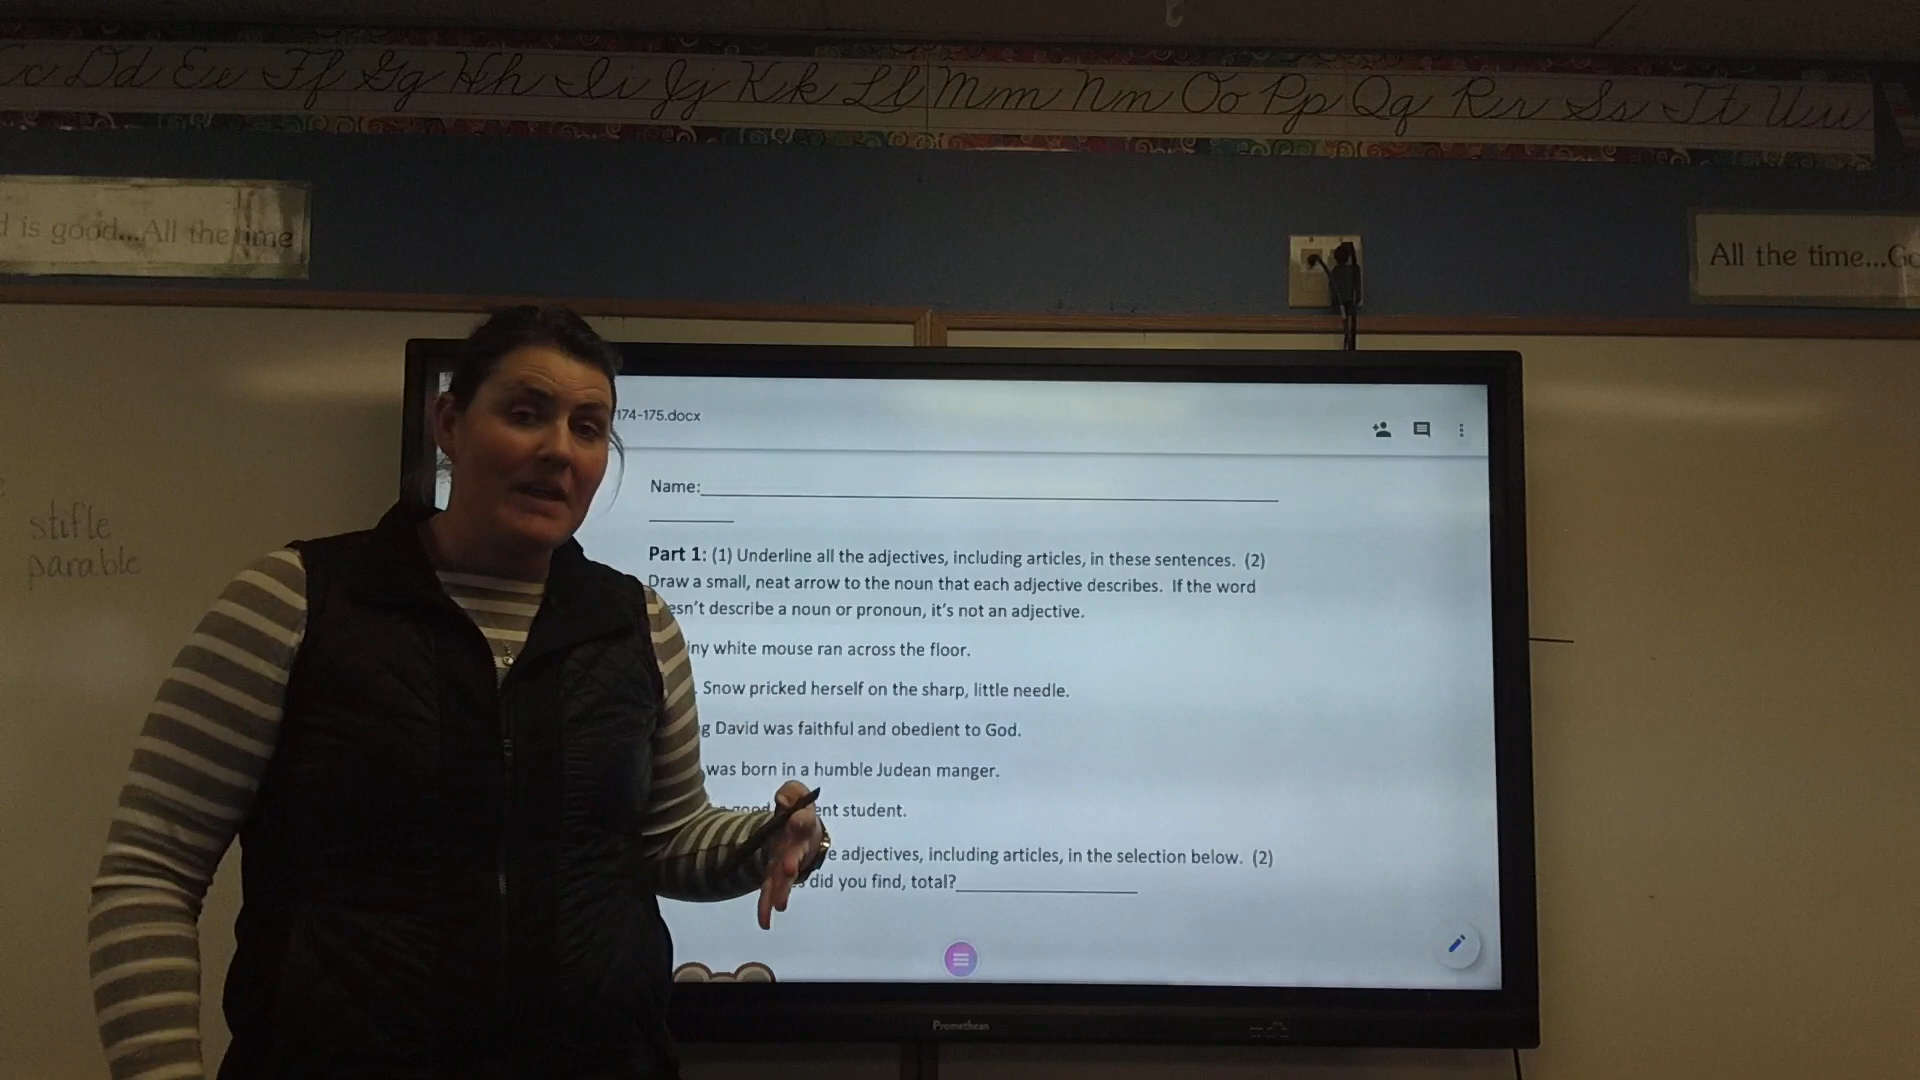 c Dd Ee Ff Gg Hh Ii Jj Kk Ll Mm Nn Oo Pp Qq Rr Ss Tt Uu
is good...All the time
All the time...
stifle
parable
174-175.docx
Name:
Part 1: (1) Underline all the adjectives, including articles, in these sentences. (2)
Draw a small, neat arrow to the noun that each adjective describes. If the word
esn't describe a noun or pronoun, it's not an adjective.
iny white mouse ran across the floor.
. Snow pricked herself on the sharp, little needle.
g David was faithful and obedient to God.
was born in a humble Judean manger.
good ent student.
e adjectives, including articles, in the selection below. (2)
did you find, total?
Promethean